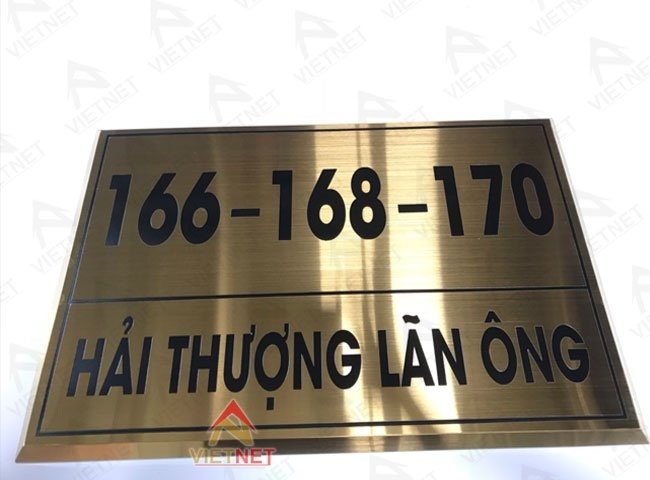 166-168-170
HẢI THƯỢNG LÃN ÔNG
VIETNET